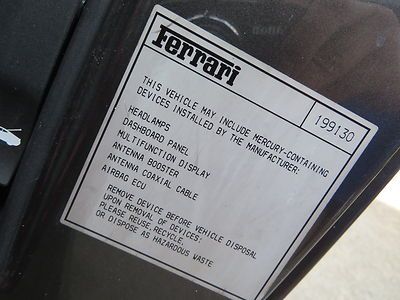 Ferrari
199130
THIS VEHICLE MAY INCLUDE MERCURY-CONTAINING
DEVICES INSTALLED BY THE MANUFACTURER:
HEADLAMPS
DASHBOARD PANEL
MULTIFUNCTION DISPLAY
ANTENNA BOOSTER
ANTENNA COAXIAL CABLE
AIRBAG ECU
REMOVE DEVICE BEFORE VEHICLE DISPOSAL
UPON REMOVAL OF DEVICES:
PLEASE REUSE, RECYCLE,
OR DISPOSE AS HAZARDOUS WASTE